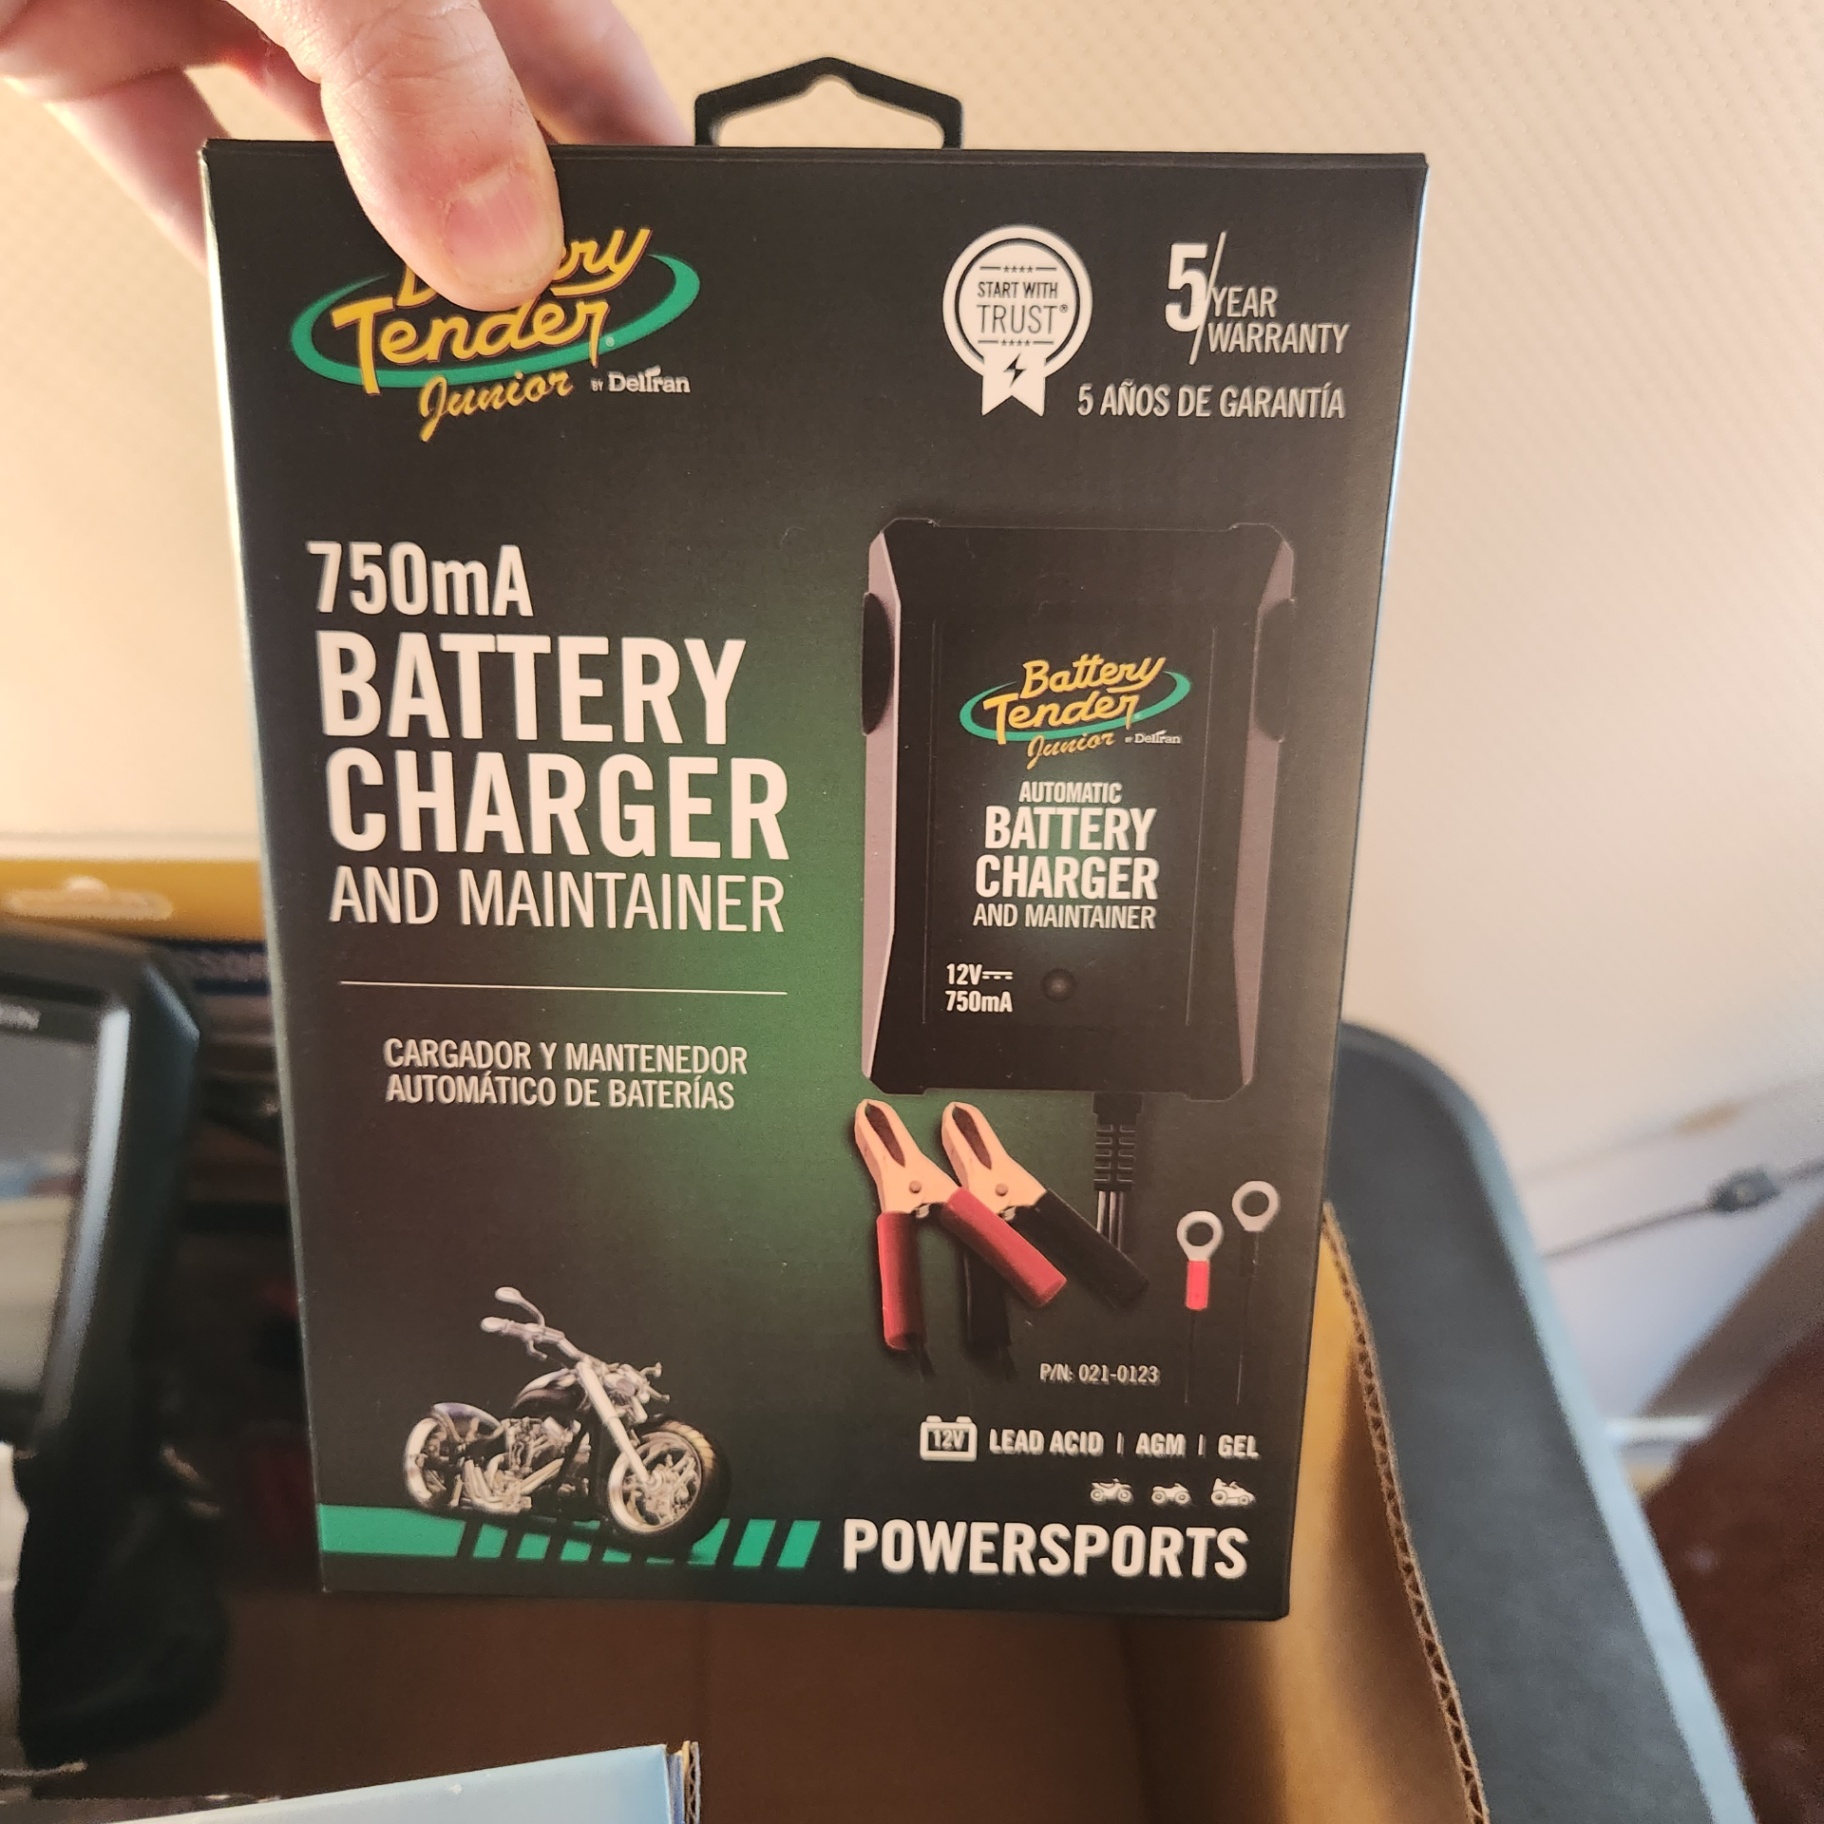 Tender®
Junior BY Deltran
START WITH
TRUST®
5/YEAR
WARRANTY
5 AÑOS DE GARANTÍA
750mA
BATTERY
CHARGER
AND MAINTAINER
CARGADOR Y MANTENEDOR
AUTOMÁTICO DE BATERÍAS
Battery
Tender
Junior BY Deltran
AUTOMATIC
BATTERY
CHARGER
AND MAINTAINER
12V
750mA
P/N: 021-0123
12V LEAD ACID | AGM | GEL
POWERSPORTS